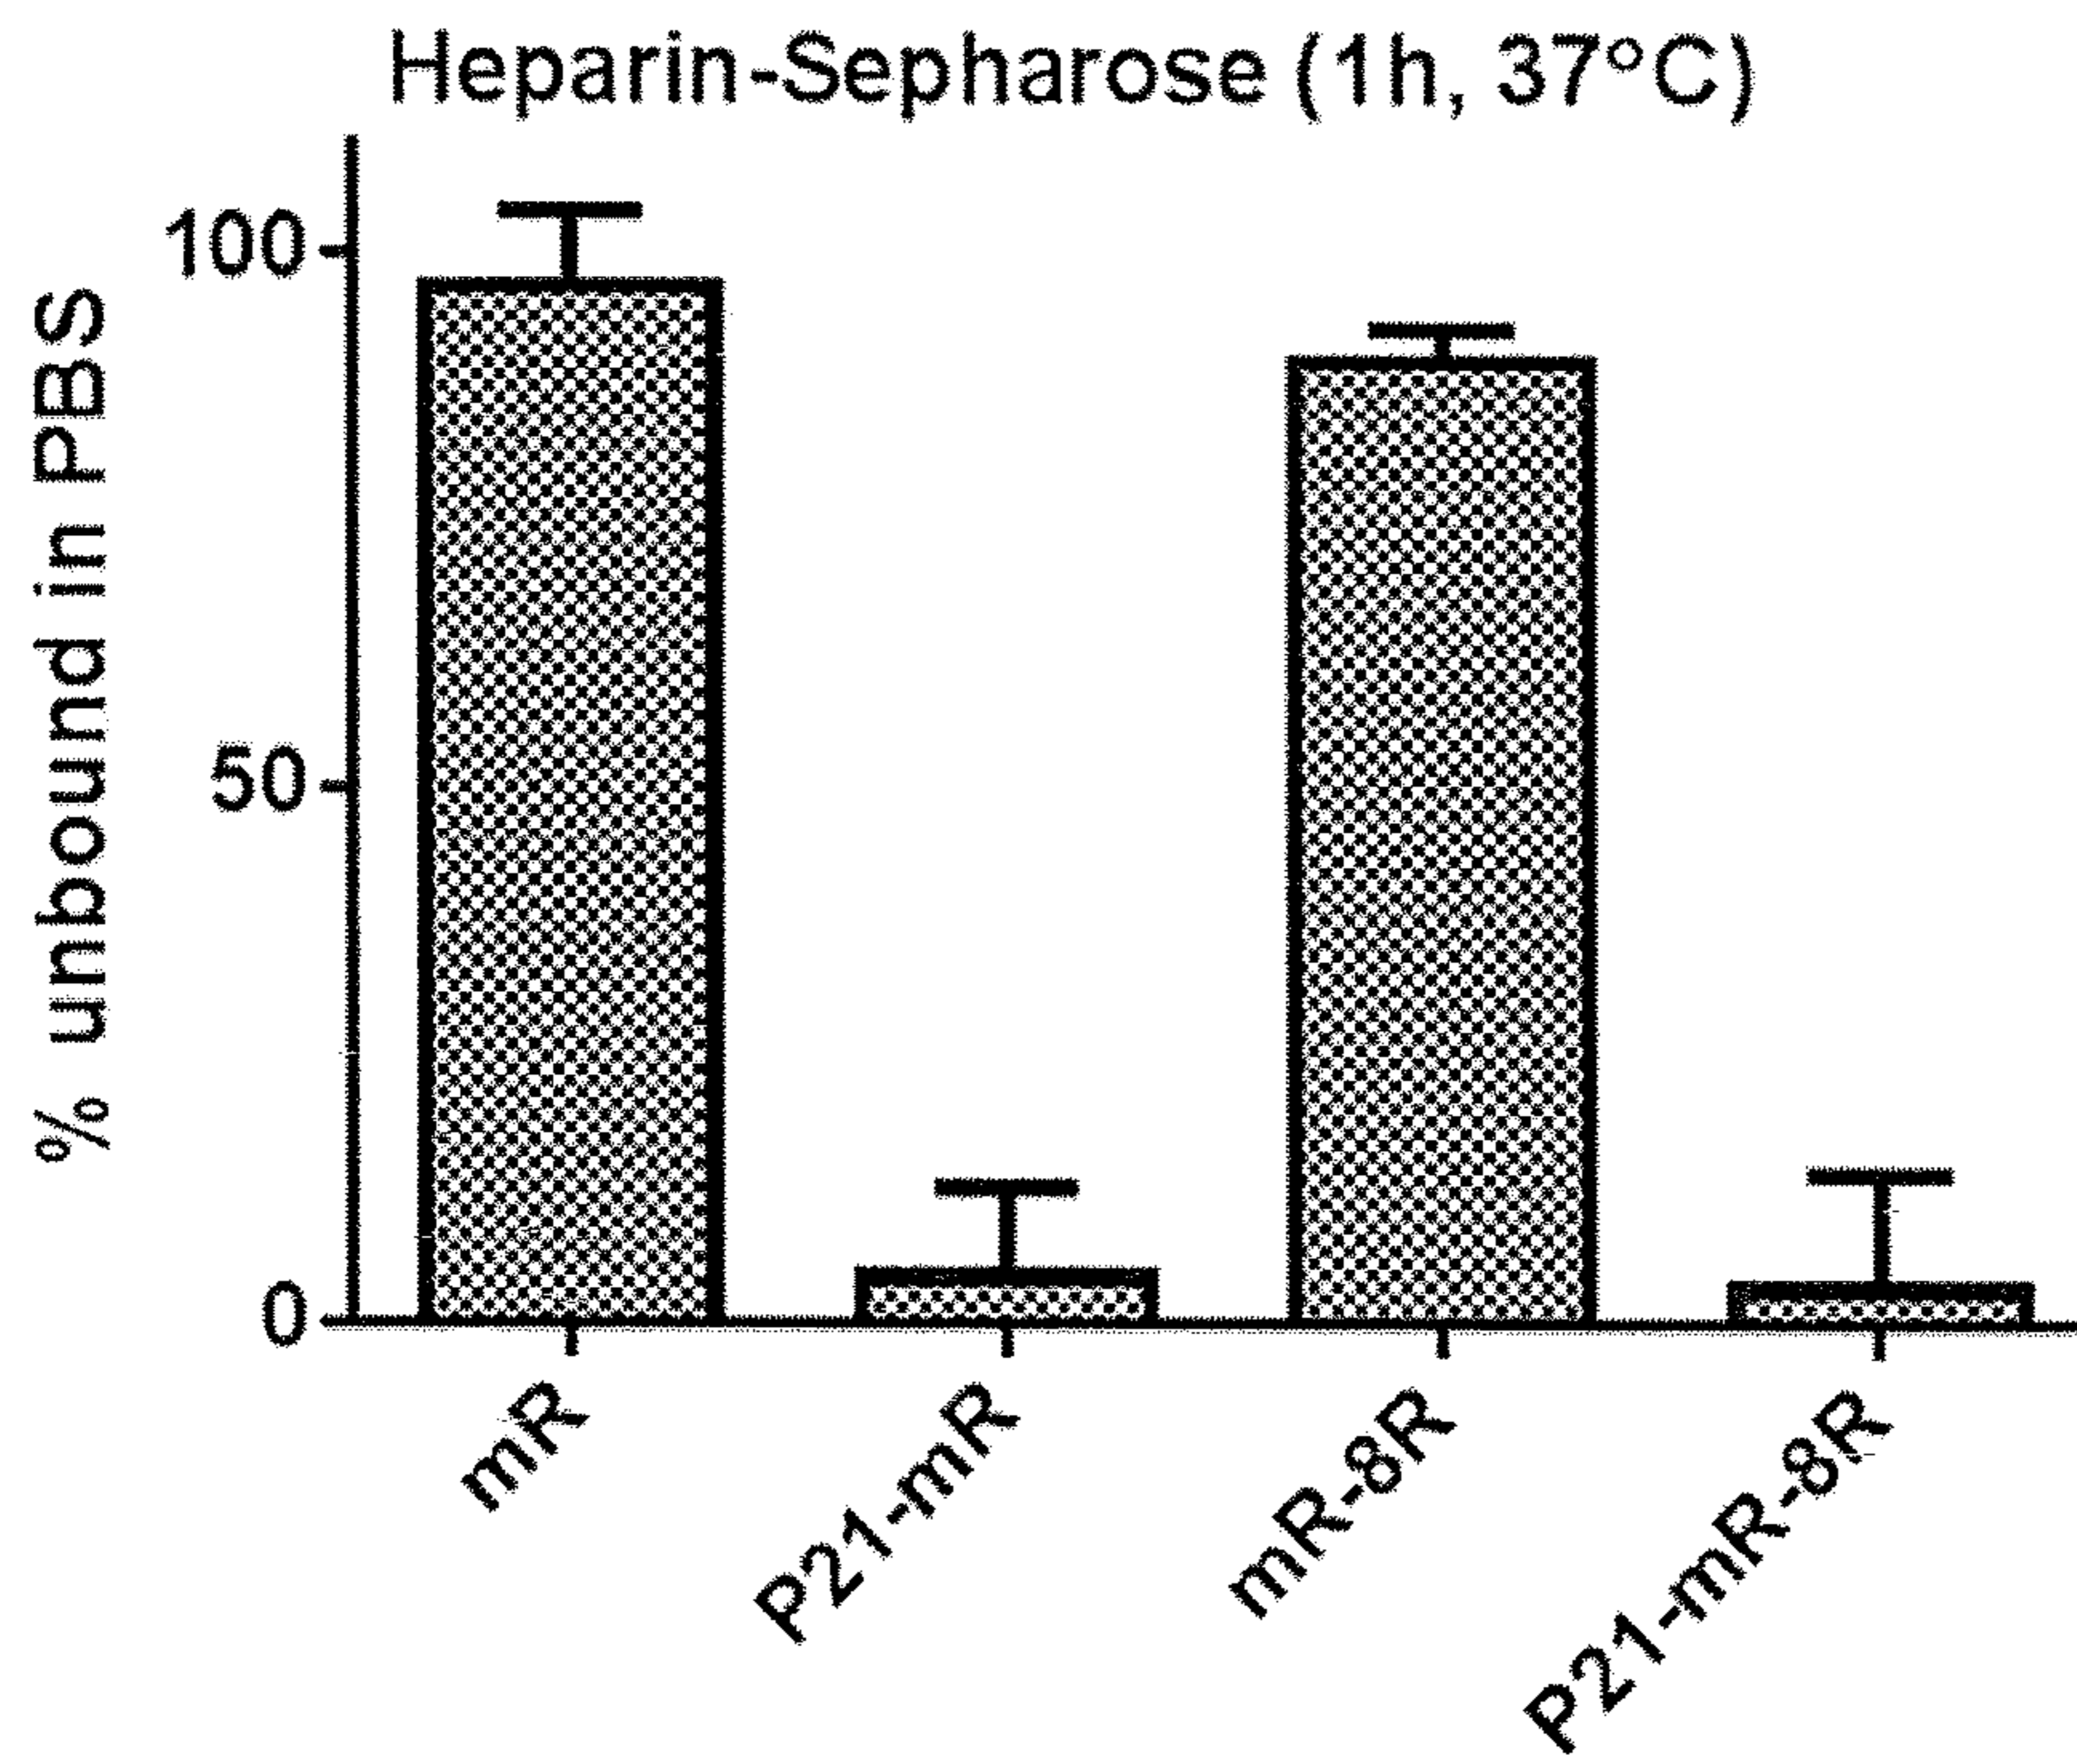 Heparin-Sepharose (1h, 37°C)
% unbound in PBS
100
50
0
mR
P21-mR
mR-8R
P21-mR-8R